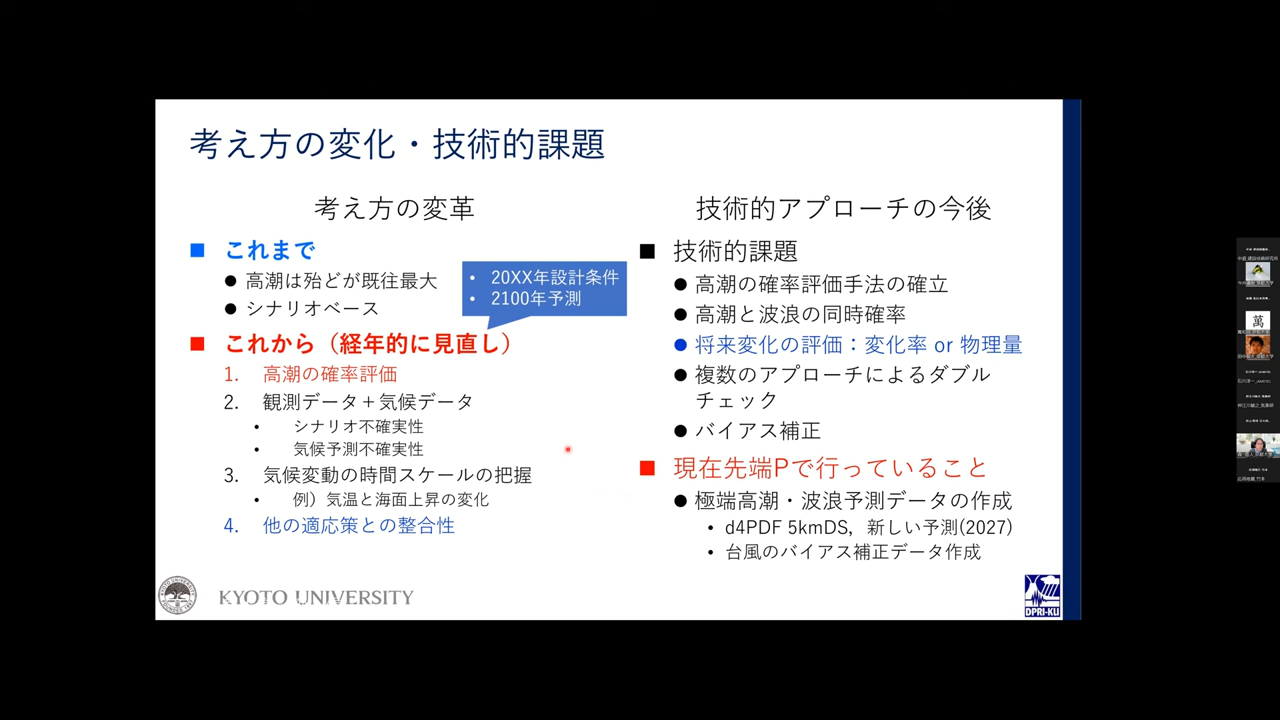 考え方の変化・技術的課題
考え方の変革
■ これまで
● 高潮は殆どが既往最大
● シナリオベース
• 20XX年設計条件
• 2100年予測
■ これから（経年的に見直し）
1. 高潮の確率評価
2. 観測データ＋気候データ
• シナリオ不確実性
• 気候予測不確実性
3. 気候変動の時間スケールの把握
• 例）気温と海面上昇の変化
4. 他の適応策との整合性
技術的アプローチの今後
■ 技術的課題
● 高潮の確率評価手法の確立
● 高潮と波浪の同時確率
● 将来変化の評価：変化率 or 物理量
● 複数のアプローチによるダブル
チェック
● バイアス補正
■ 現在先端Pで行っていること
● 極端高潮・波浪予測データの作成
• d4PDF 5kmDS，新しい予測(2027)
• 台風のバイアス補正データ作成
KYOTO UNIVERSITY
DPRI-KU
萬